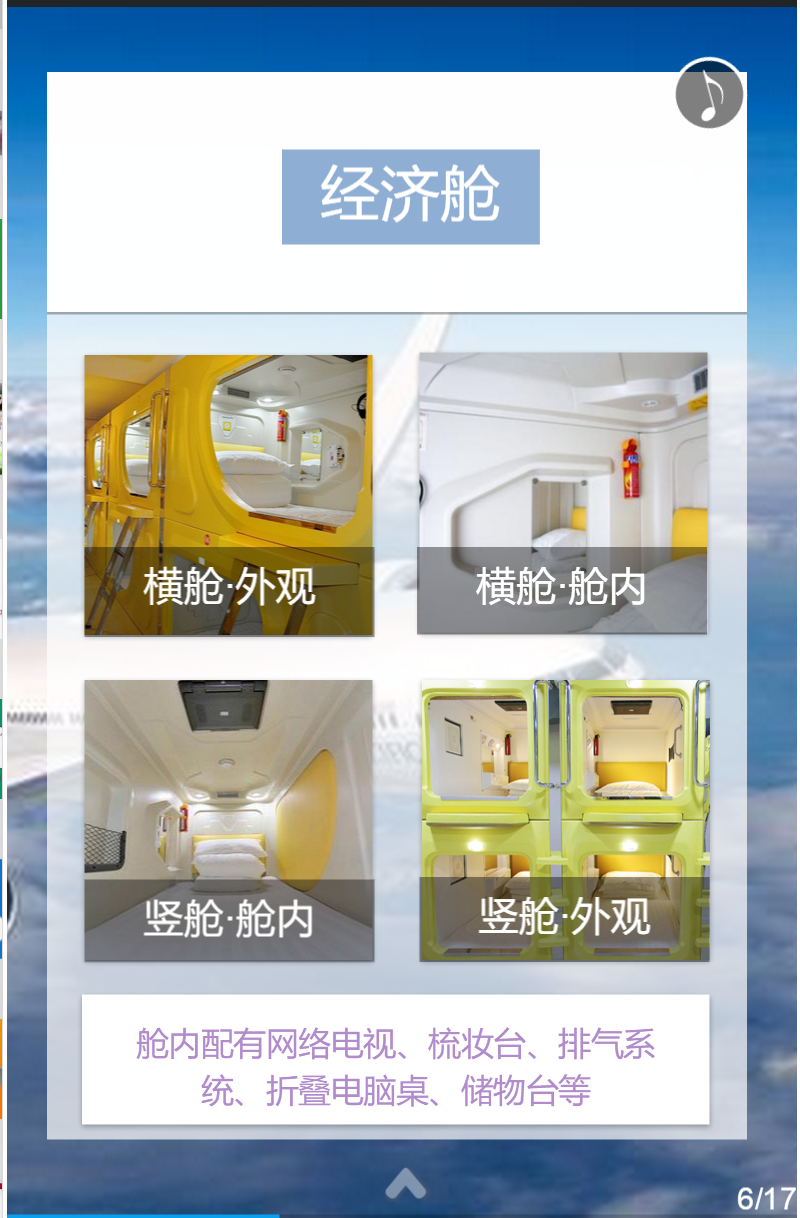 经济舱
横舱·外观
横舱·舱内
竖舱·舱内
竖舱·外观
舱内配有网络电视、梳妆台、排气系
统、折叠电脑桌、储物台等
6/17